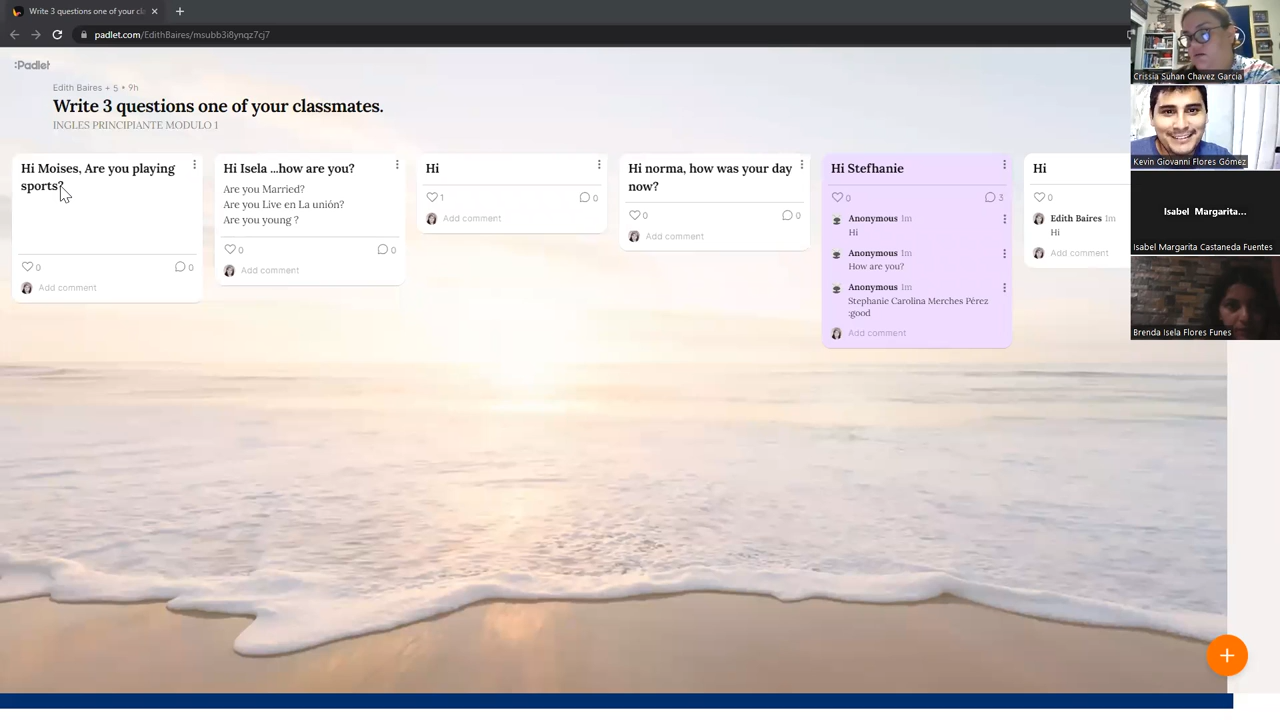 Write 3 questions one of your cl
padlet.com/EdithBaires/msubb3i8ynqz7cj7
:Padlet
Edith Baires + 5 • 9h
Write 3 questions one of your classmates.
INGLES PRINCIPIANTE MODULO 1
Hi Moises, Are you playing
sports?
0
0
Add comment
Hi Isela ...how are you?
Are you Married?
Are you Live en La unión?
Are you young ?
0
0
Add comment
Hi
1
0
Add comment
Hi norma, how was your day
now?
0
0
Add comment
Hi Stefhanie
0
3
Anonymous 1m
Hi
Anonymous 1m
How are you?
Anonymous 1m
Stephanie Carolina Merches Pérez
:good
Add comment
Hi
0
Edith Baires 1m
Hi
Add comment
Crissia Suhan Chavez Garcia
Kevin Giovanni Flores Gómez
Isabel Margarita...
Isabel Margarita Castaneda Fuentes
Brenda Isela Flores Funes